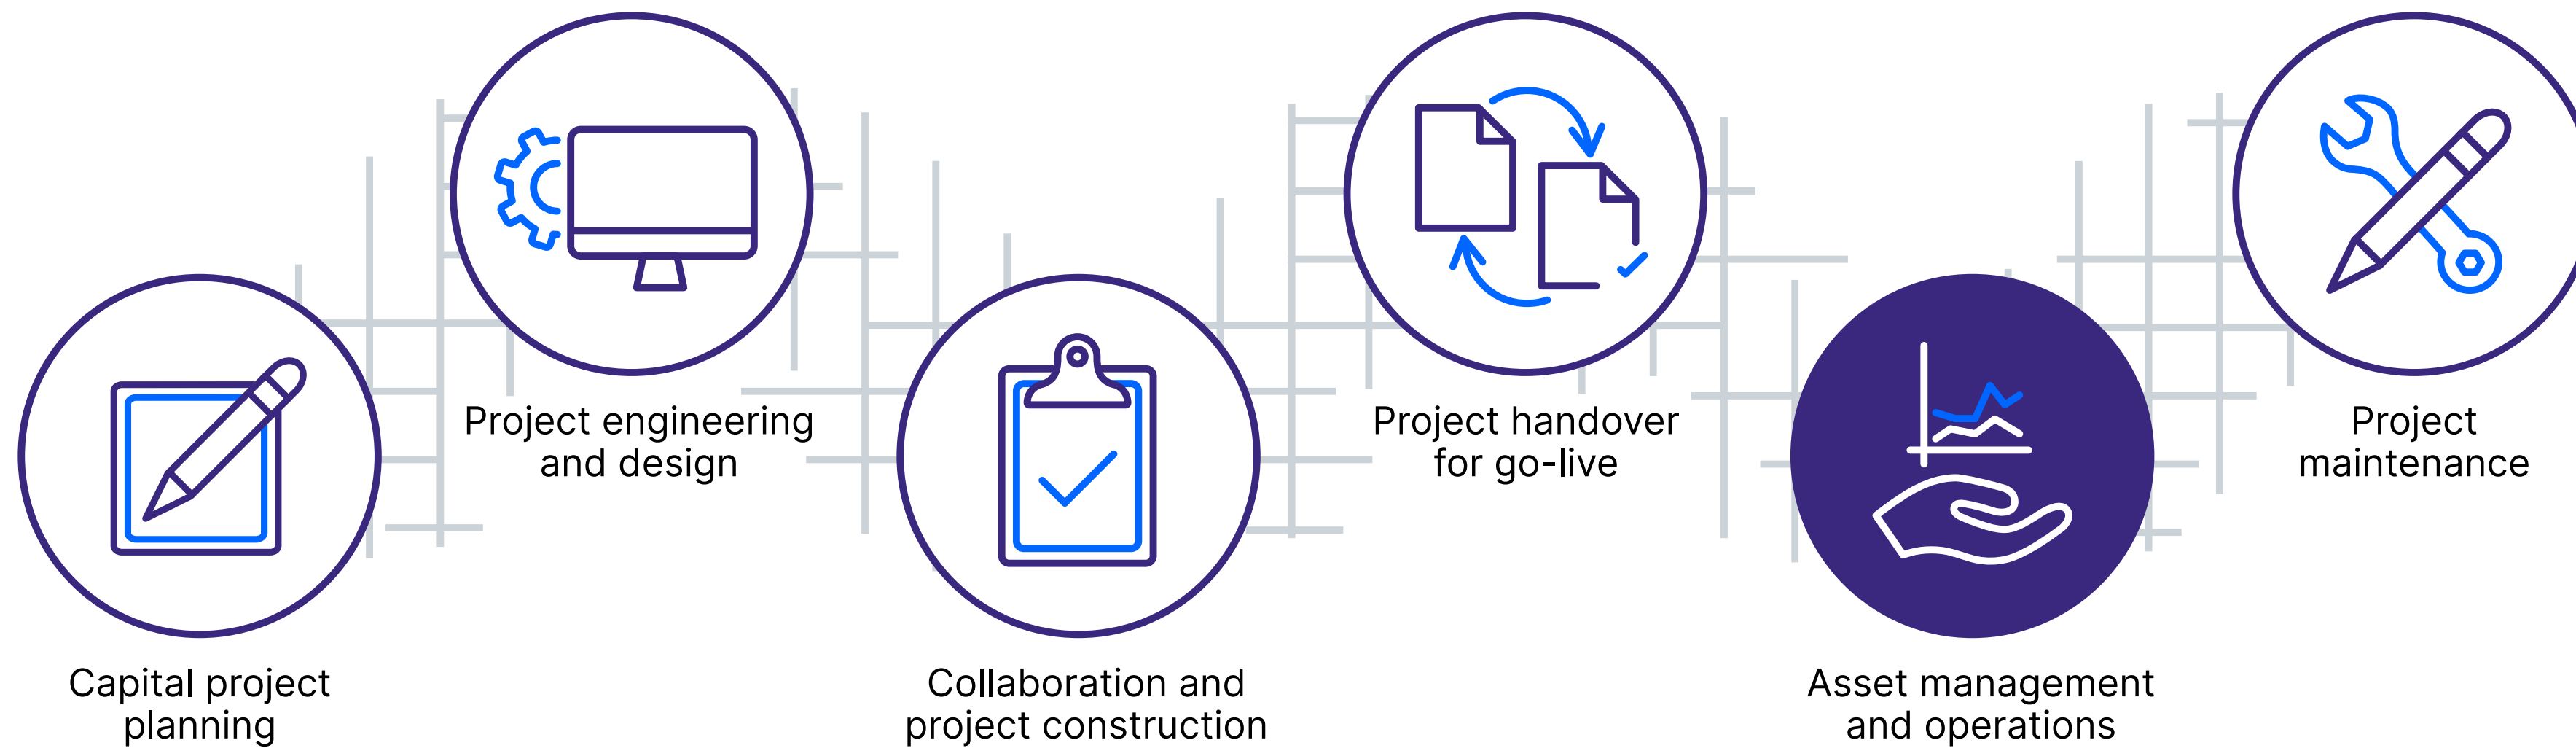 Capital project
planning
Project engineering
and design
Collaboration and
project construction
Project handover
for go-live
Asset management
and operations
Project
maintenance